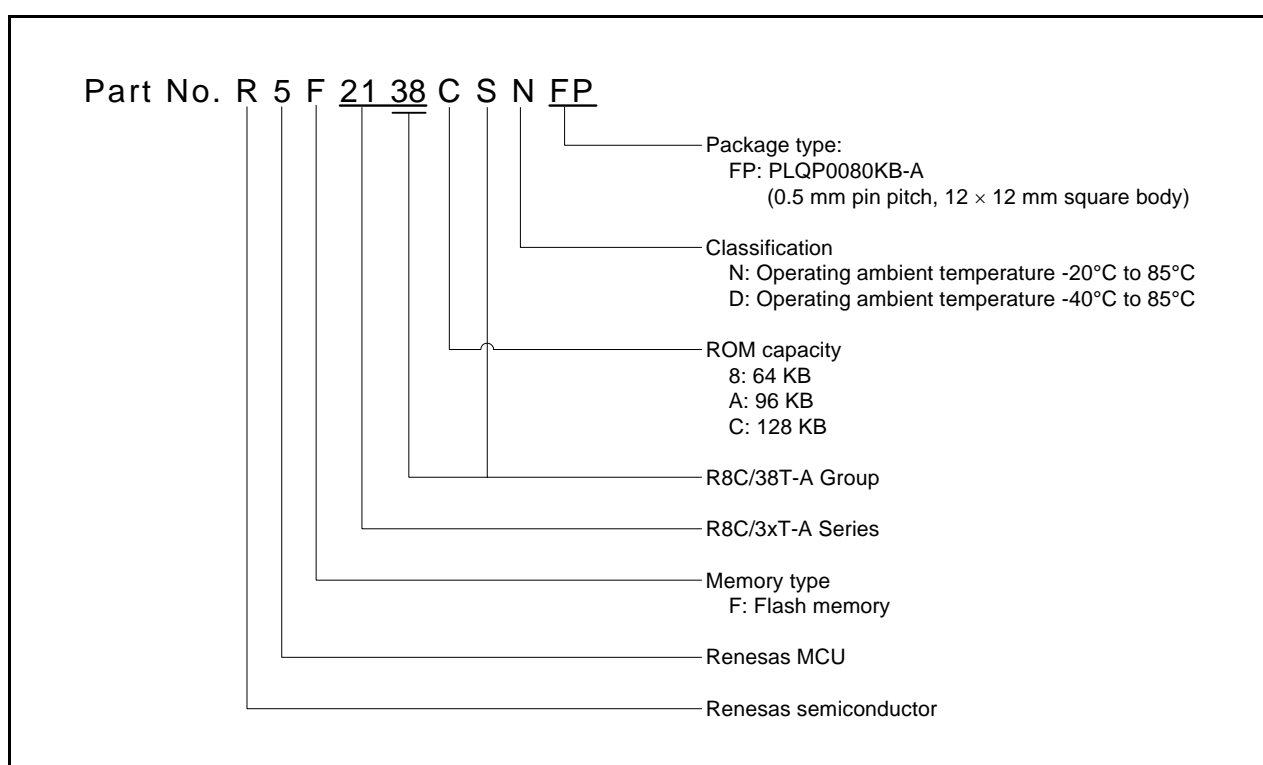 Part No. R 5 F 21 38 C S N FP
Package type:
FP: PLQP0080KB-A
(0.5 mm pin pitch, 12 × 12 mm square body)
Classification
N: Operating ambient temperature -20°C to 85°C
D: Operating ambient temperature -40°C to 85°C
ROM capacity
8: 64 KB
A: 96 KB
C: 128 KB
R8C/38T-A Group
R8C/3xT-A Series
Memory type
F: Flash memory
Renesas MCU
Renesas semiconductor